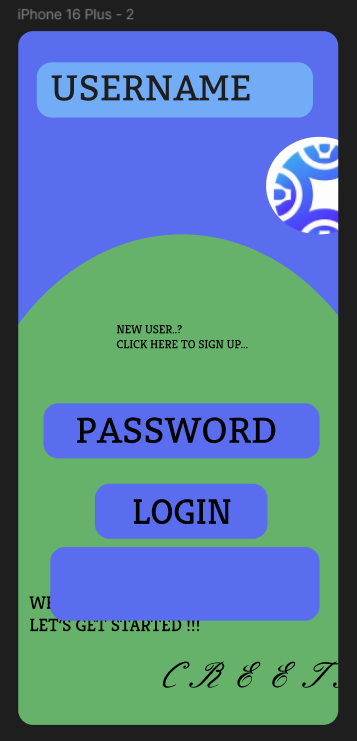 iPhone 16 Plus - 2
USERNAME
NEW USER..?
CLICK HERE TO SIGN UP...
PASSWORD
LOGIN
LET'S GET STARTED !!!